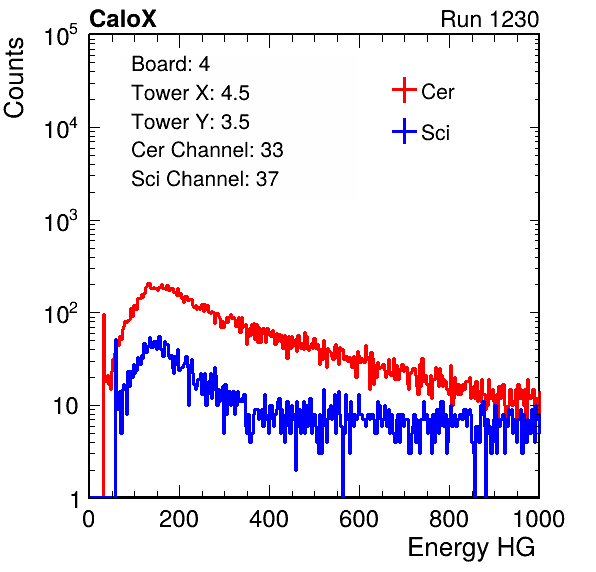 CaloX Run 1230
Counts
10^5
10^4
10^3
10^2
10
1
Board: 4
Tower X: 4.5
Tower Y: 3.5
Cer Channel: 33
Sci Channel: 37
Cer
Sci
0 200 400 600 800 1000
Energy HG